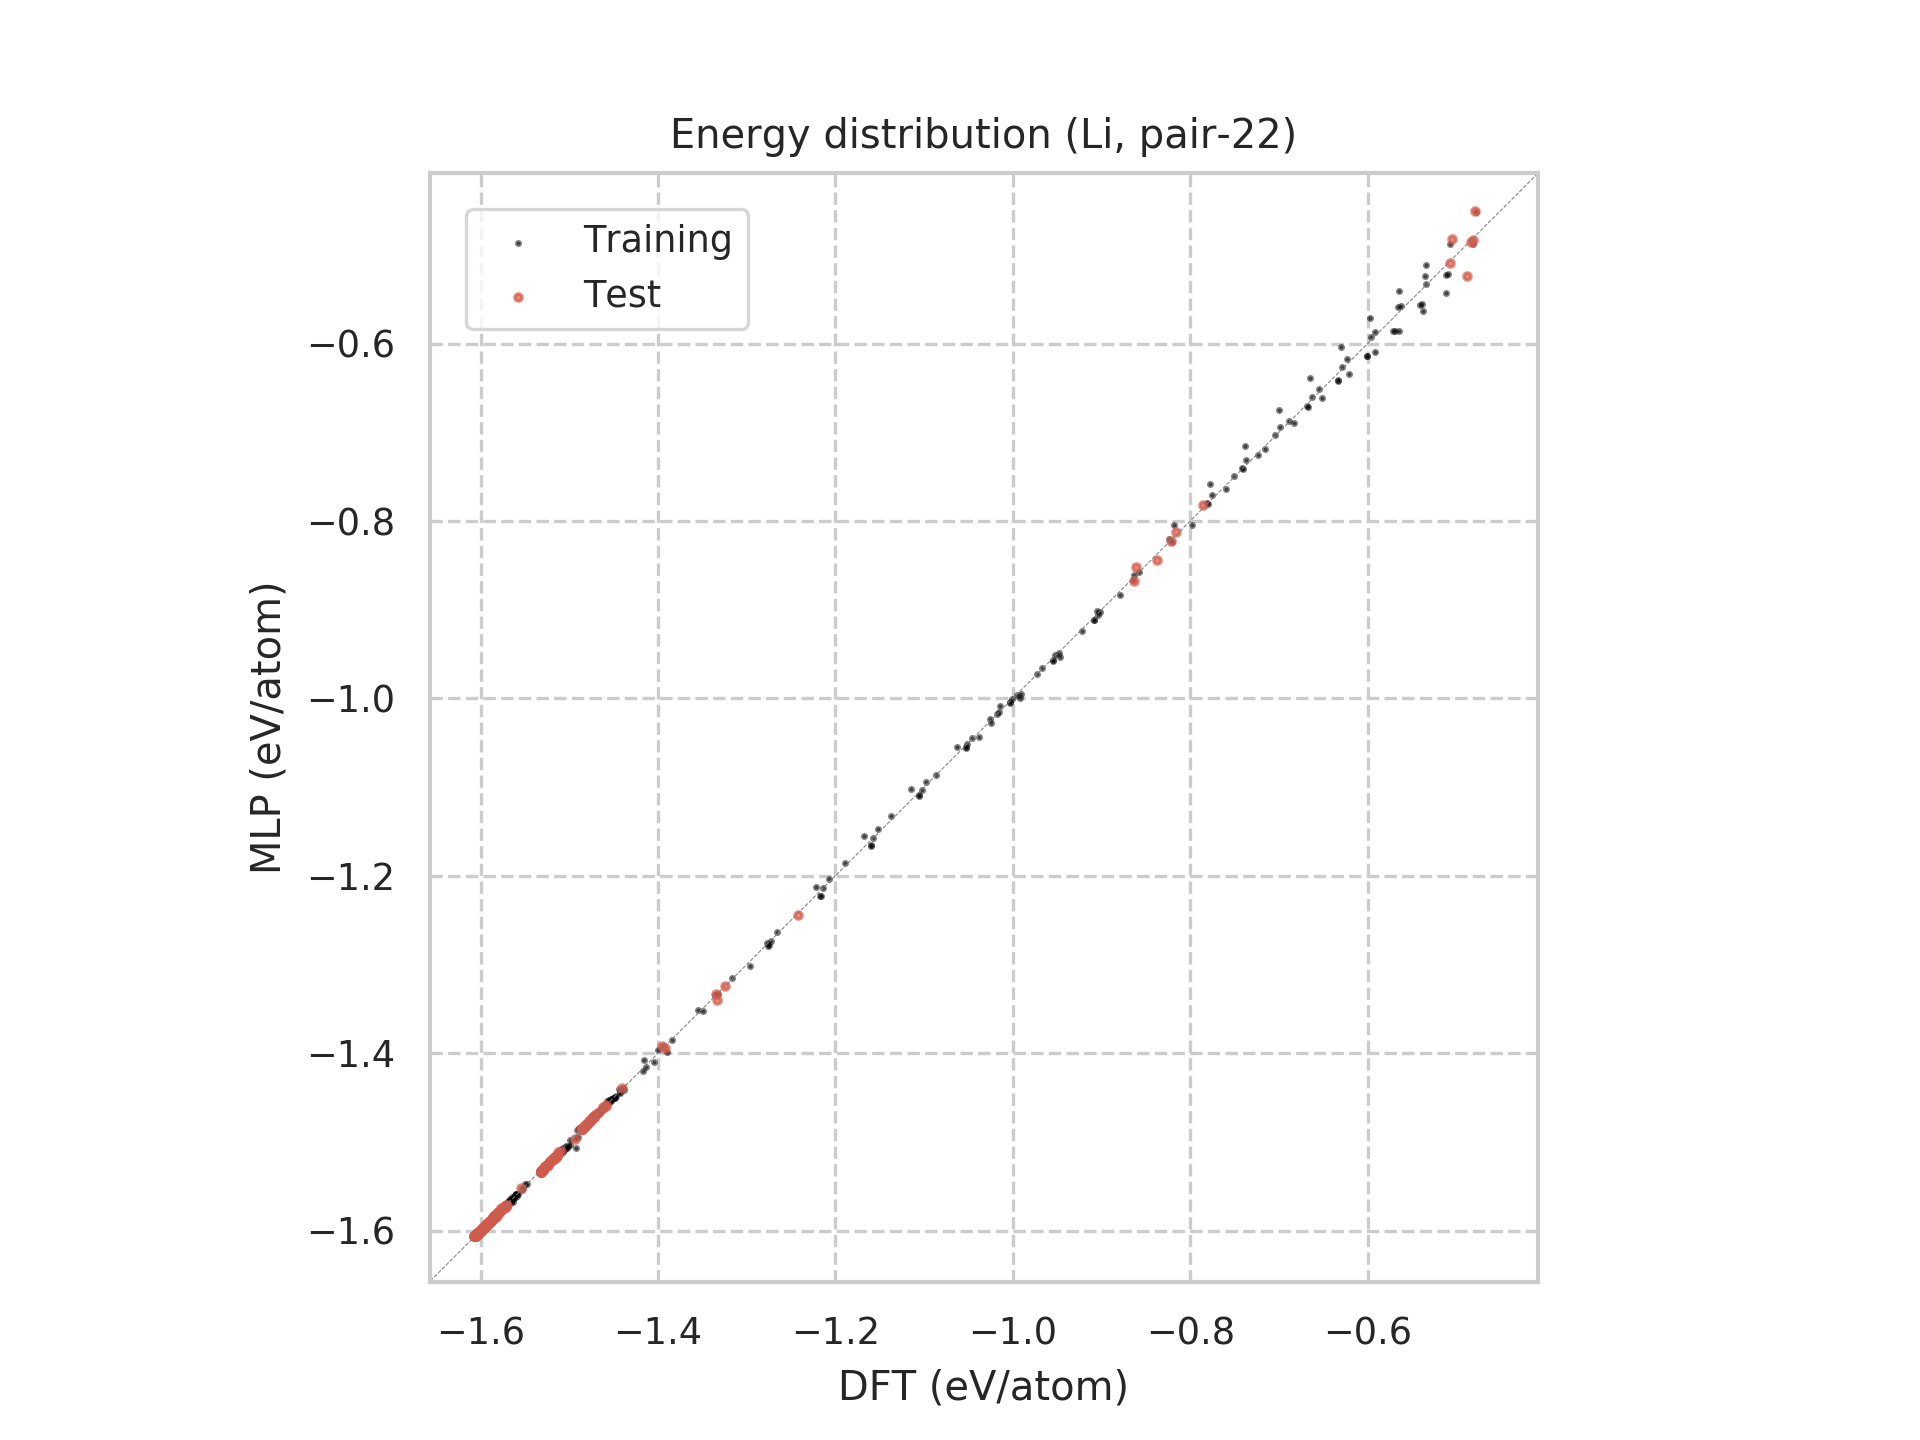 Energy distribution (Li, pair-22)
Training
Test
−0.6
−0.8
−1.0
−1.2
−1.4
−1.6
MLP (eV/atom)
−1.6 −1.4 −1.2 −1.0 −0.8 −0.6
DFT (eV/atom)